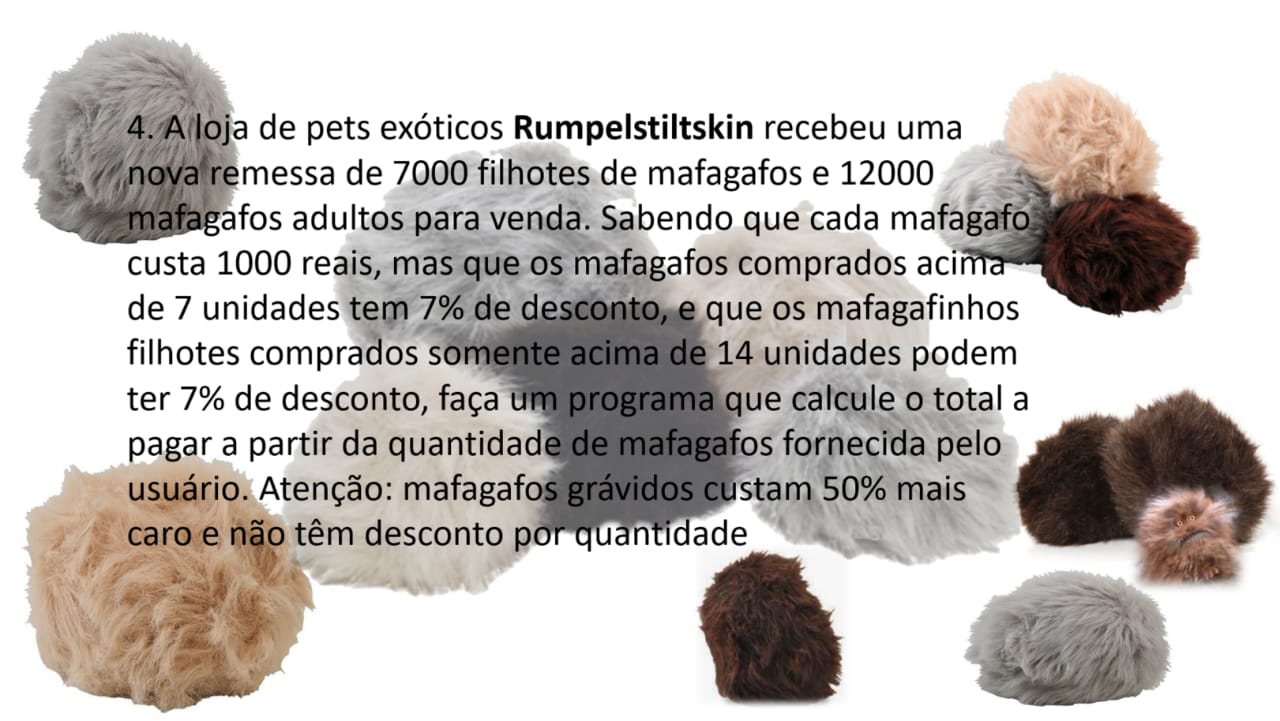 4. A loja de pets exóticos Rumpelstiltskin recebeu uma
nova remessa de 7000 filhotes de mafagafos e 12000
mafagafos adultos para venda. Sabendo que cada mafagafo
custa 1000 reais, mas que os mafagafos comprados acima
de 7 unidades tem 7% de desconto, e que os mafagafinhos
filhotes comprados somente acima de 14 unidades podem
ter 7% de desconto, faça um programa que calcule o total a
pagar a partir da quantidade de mafagafos fornecida pelo
usuário. Atenção: mafagafos grávidos custam 50% mais
caro e não têm desconto por quantidade